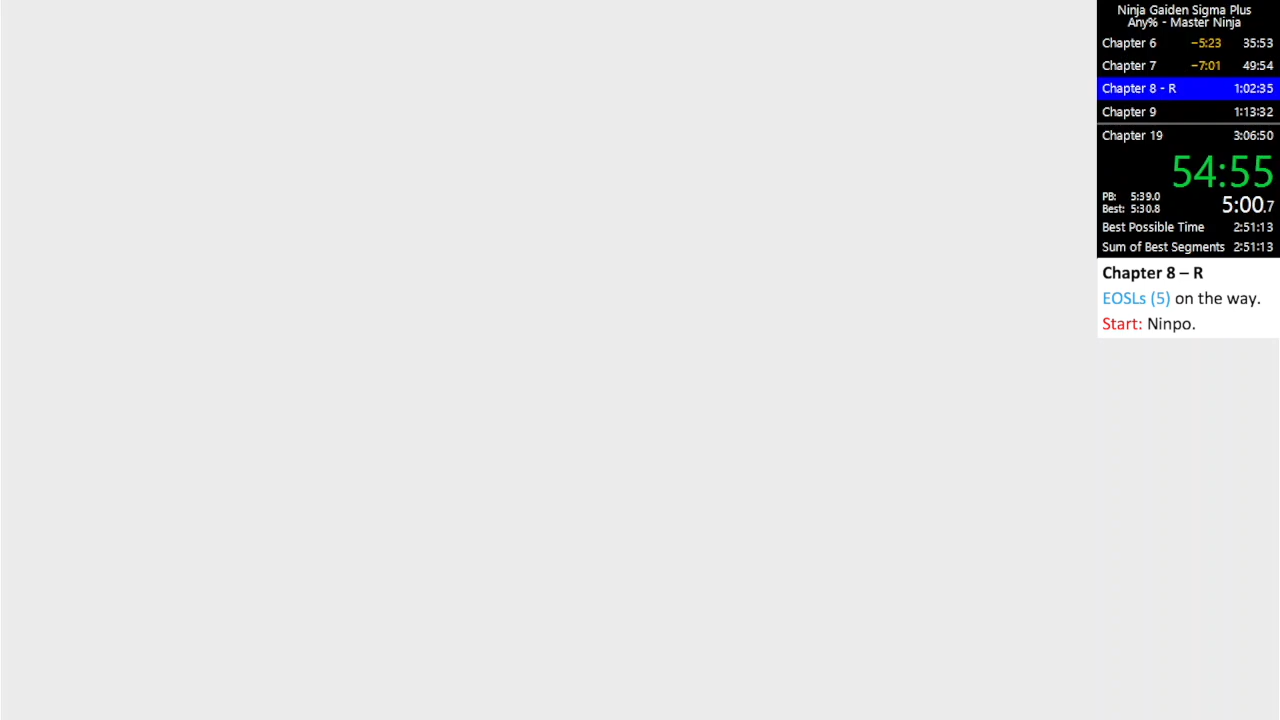 Ninja Gaiden Sigma Plus
Any% - Master Ninja
Chapter 6 −5:23 35:53
Chapter 7 −7:01 49:54
Chapter 8 - R 1:02:35
Chapter 9 1:13:32
Chapter 19 3:06:50
54:55
PB: 5:39.0
Best: 5:30.8
5:00.7
Best Possible Time 2:51:13
Sum of Best Segments 2:51:13
Chapter 8 – R
EOSLs (5) on the way.
Start: Ninpo.